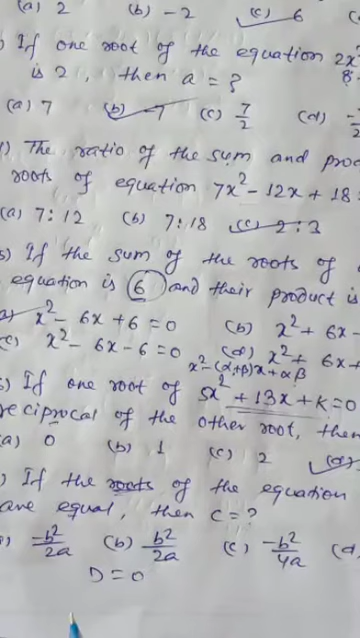 (a) 2 (b) -2 (c) 6
If one root of the equation 2x
is 2, then a = ?
(a) 7 (b) -7 (c) 7/2 (d)
The ratio of the sum and
roots of equation 7x² - 12x + 18
(a) 7:12 (b) 7:18 (c) 2:3
If the sum of the roots of
equation is 6 and their product is
x² - 6x + 6 = 0 (b) x² + 6x -
x² - 6x - 6 = 0 (d) x² + 6x +
x² - (α+β)x + αβ
If one root of 5x² + 13x + k = 0
reciprocal of the other root, then
(a) 0 (b) 1 (c) 2
If the roots of the equation
are equal, then c = ?
-b²/2a (b) b²/2a (c) -b²/4a (d
D = 0